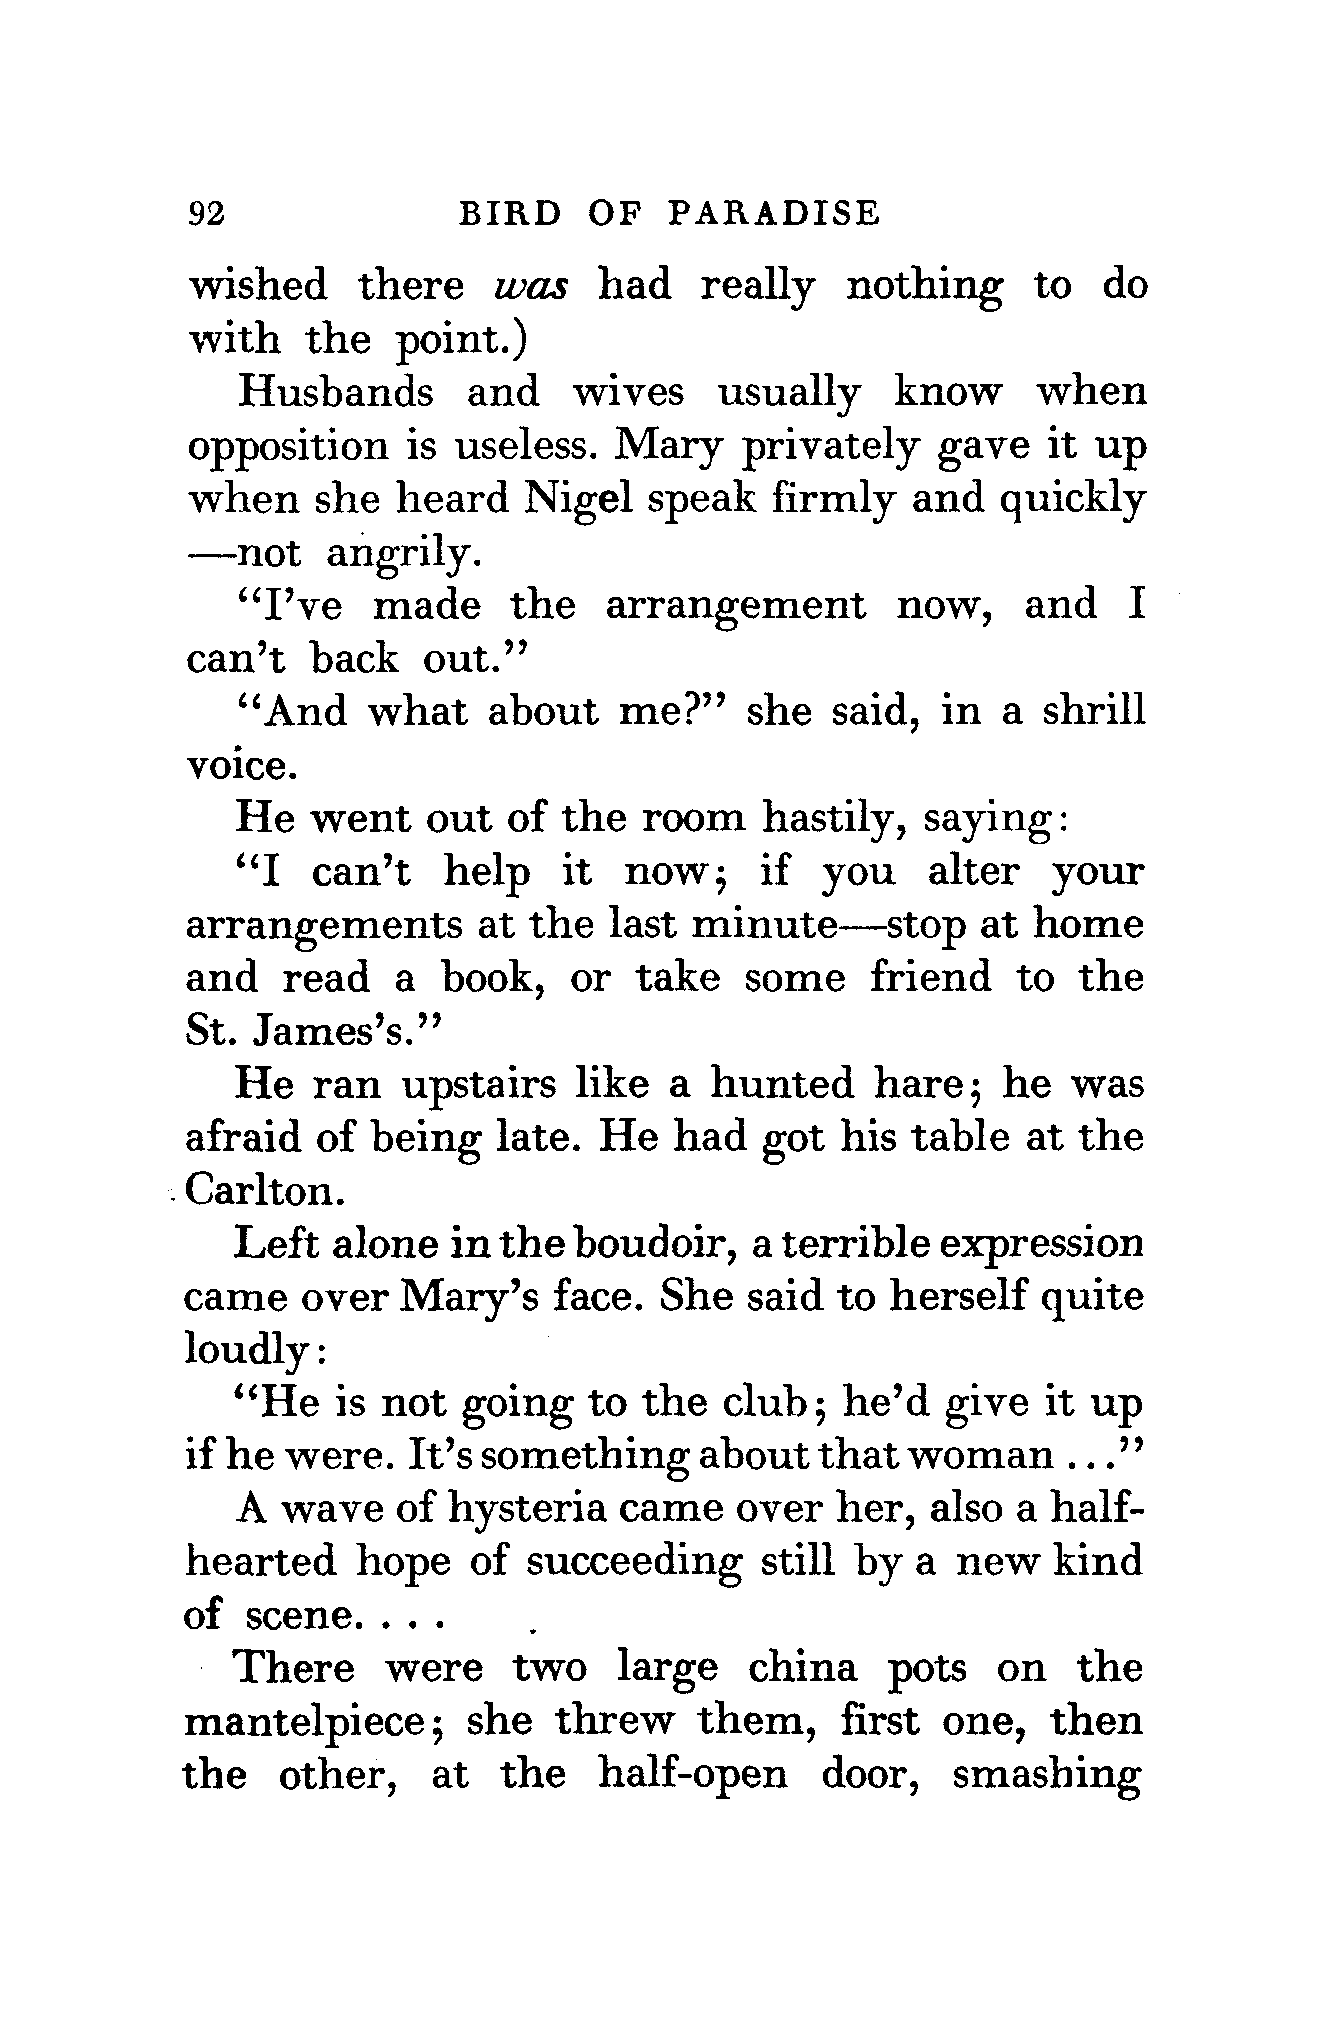 92 BIRD OF PARADISE
wished there was had really nothing to do
with the point.)
Husbands and wives usually know when
opposition is useless. Mary privately gave it up
when she heard Nigel speak firmly and quickly
—not angrily.
“I’ve made the arrangement now, and I
can’t back out.”
“And what about me?” she said, in a shrill
voice.
He went out of the room hastily, saying:
“I can’t help it now; if you alter your
arrangements at the last minute—stop at home
and read a book, or take some friend to the
St. James’s.”
He ran upstairs like a hunted hare; he was
afraid of being late. He had got his table at the
Carlton.
Left alone in the boudoir, a terrible expression
came over Mary’s face. She said to herself quite
loudly:
“He is not going to the club; he’d give it up
if he were. It’s something about that woman ...”
A wave of hysteria came over her, also a half-
hearted hope of succeeding still by a new kind
of scene. . . .
There were two large china pots on the
mantelpiece; she threw them, first one, then
the other, at the half-open door, smashing